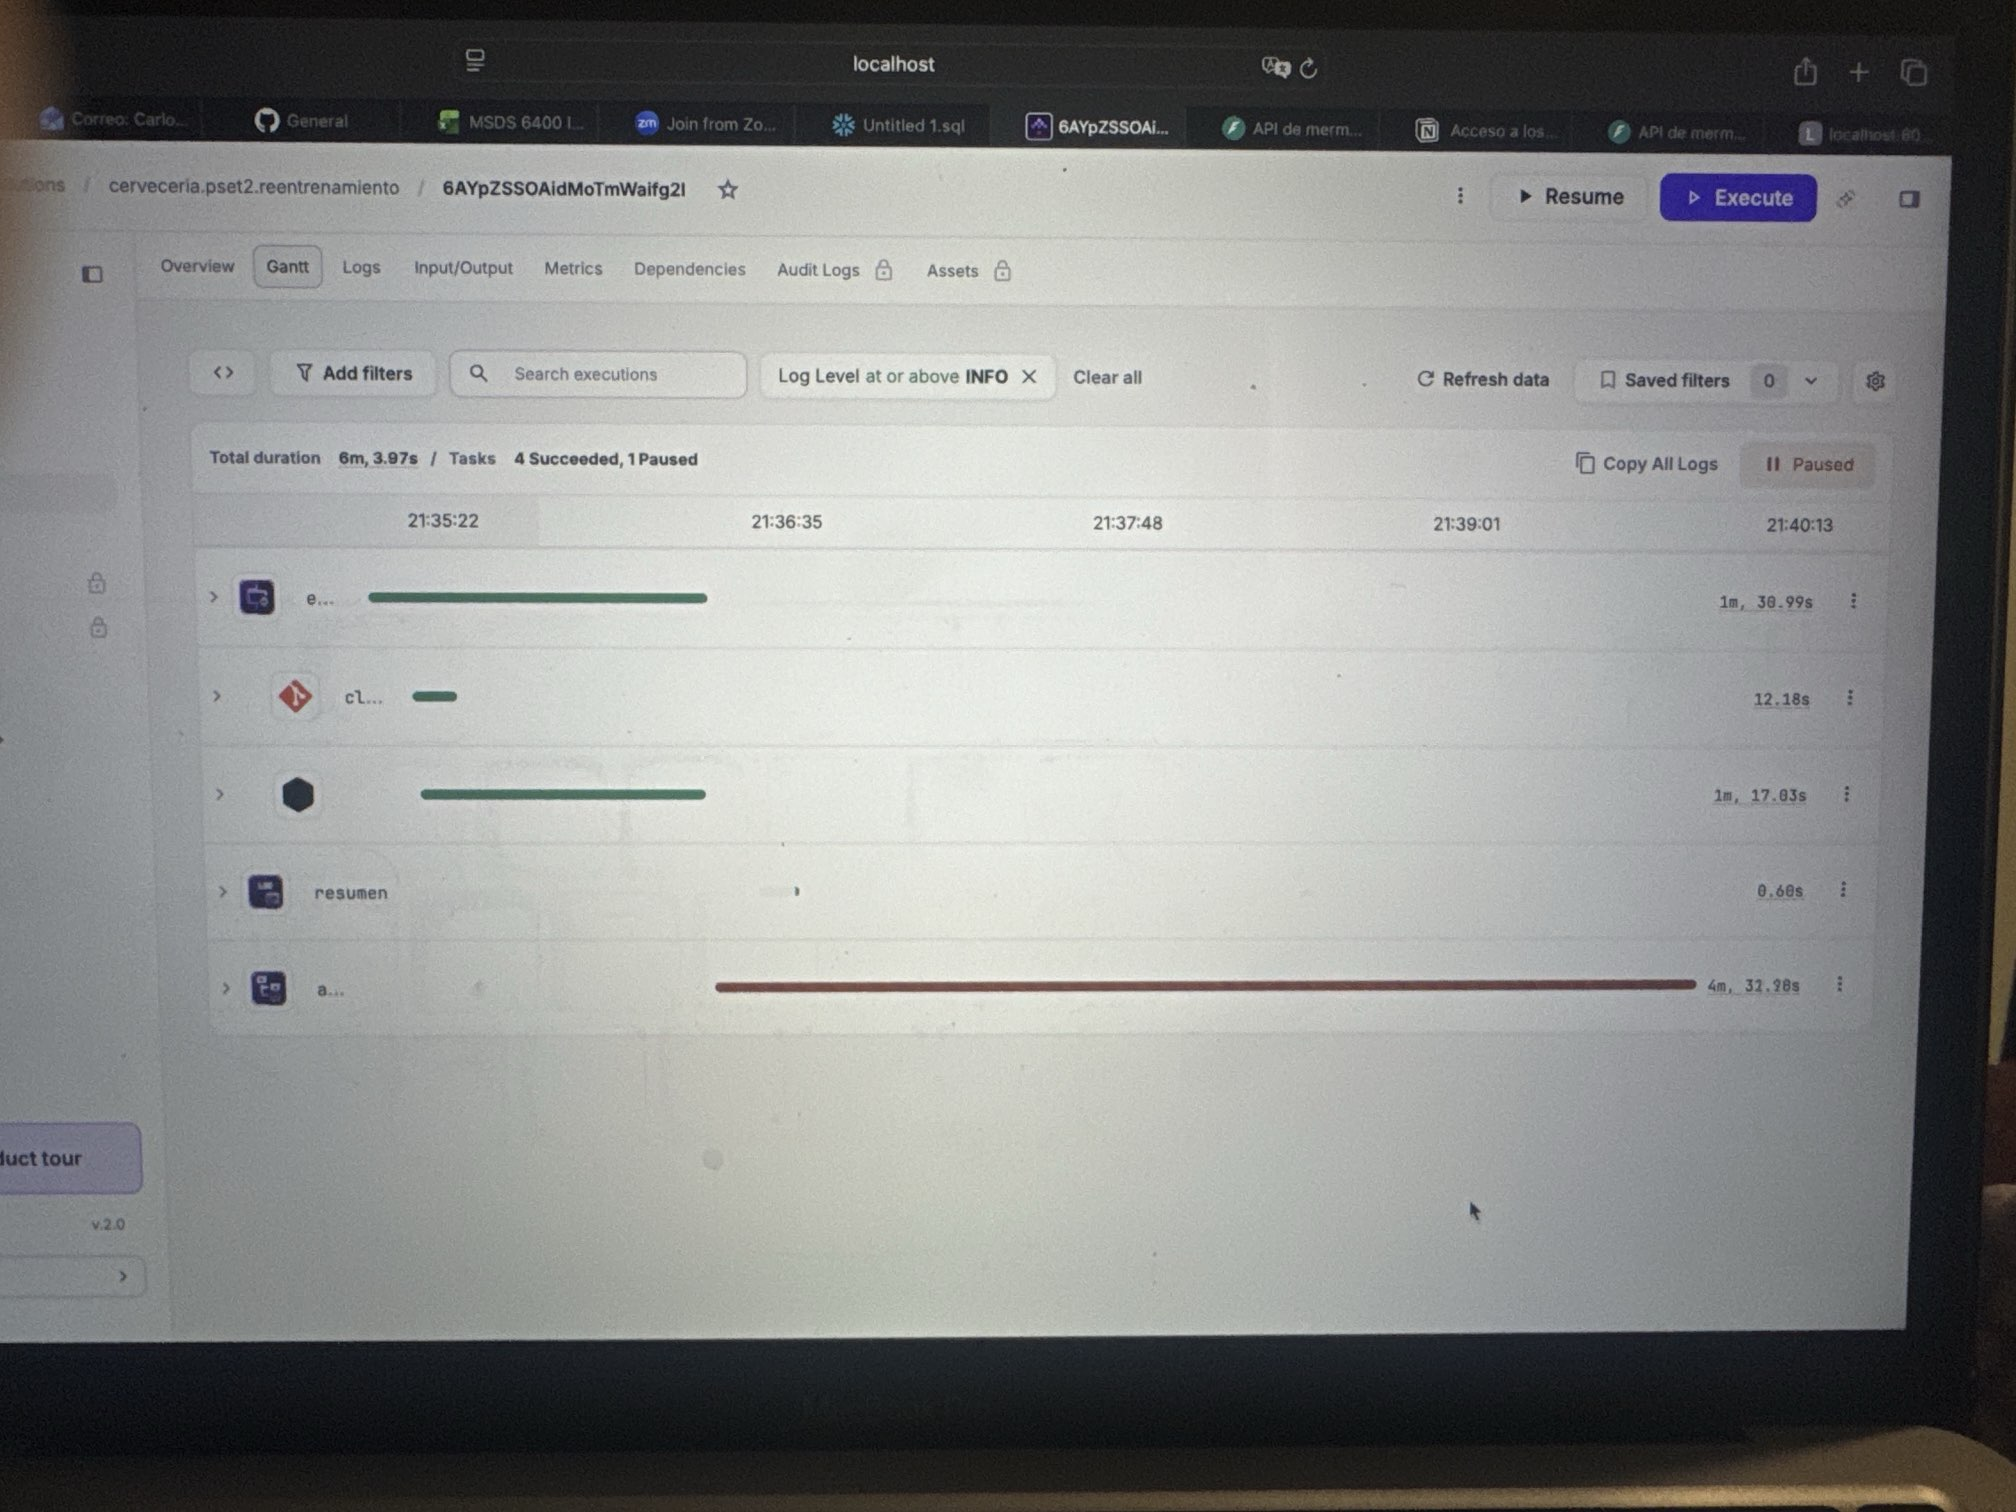 localhost
Correo: Carlo...
General
MSDS 6400 I...
zm Join from Zo...
Untitled 1.sql
6AYpZSSOAi...
API de merm...
Acceso a los...
API de merm...
L localhost:80...
/ cerveceria.pset2.reentrenamiento / 6AYpZSSOAidMoTmWaifg2l
Resume
Execute
Overview Gantt Logs Input/Output Metrics Dependencies Audit Logs Assets
Add filters
Search executions
Log Level at or above INFO
Clear all
Refresh data
Saved filters 0
Total duration 6m, 3.97s / Tasks 4 Succeeded, 1 Paused
Copy All Logs
Paused
21:35:22 21:36:35 21:37:48 21:39:01 21:40:13
e... 1m, 30.99s
cl... 12.18s
1m, 17.03s
resumen 0.60s
a...
duct tour
v.2.0